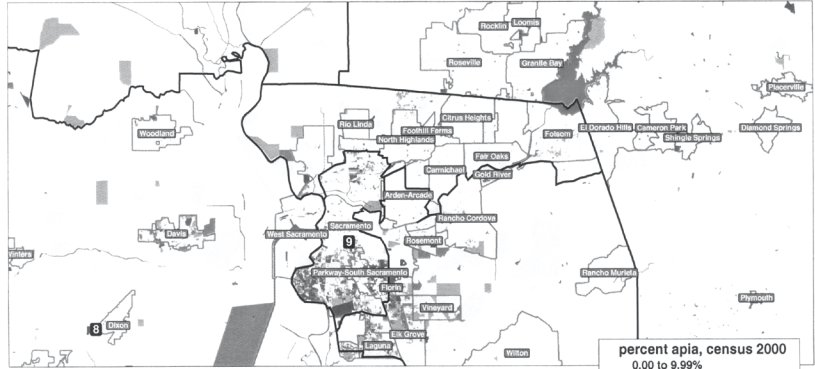 Rocklin
Loomis
Roseville
Granite Bay
Placerville
Woodland
Rio Linda
Citrus Heights
Foothill Farms
North Highlands
Folsom
El Dorado Hills
Cameron Park
Shingle Springs
Diamond Springs
Fair Oaks
Carmichael
Gold River
Arden-Arcade
Rancho Cordova
Sacramento
Davis
West Sacramento
9
Rosemont
Winters
Parkway-South Sacramento
Rancho Murieta
Florin
Plymouth
Vineyard
8
Dixon
Elk Grove
Laguna
Wilton
percent apia, census 2000
0.00 to 9.99%